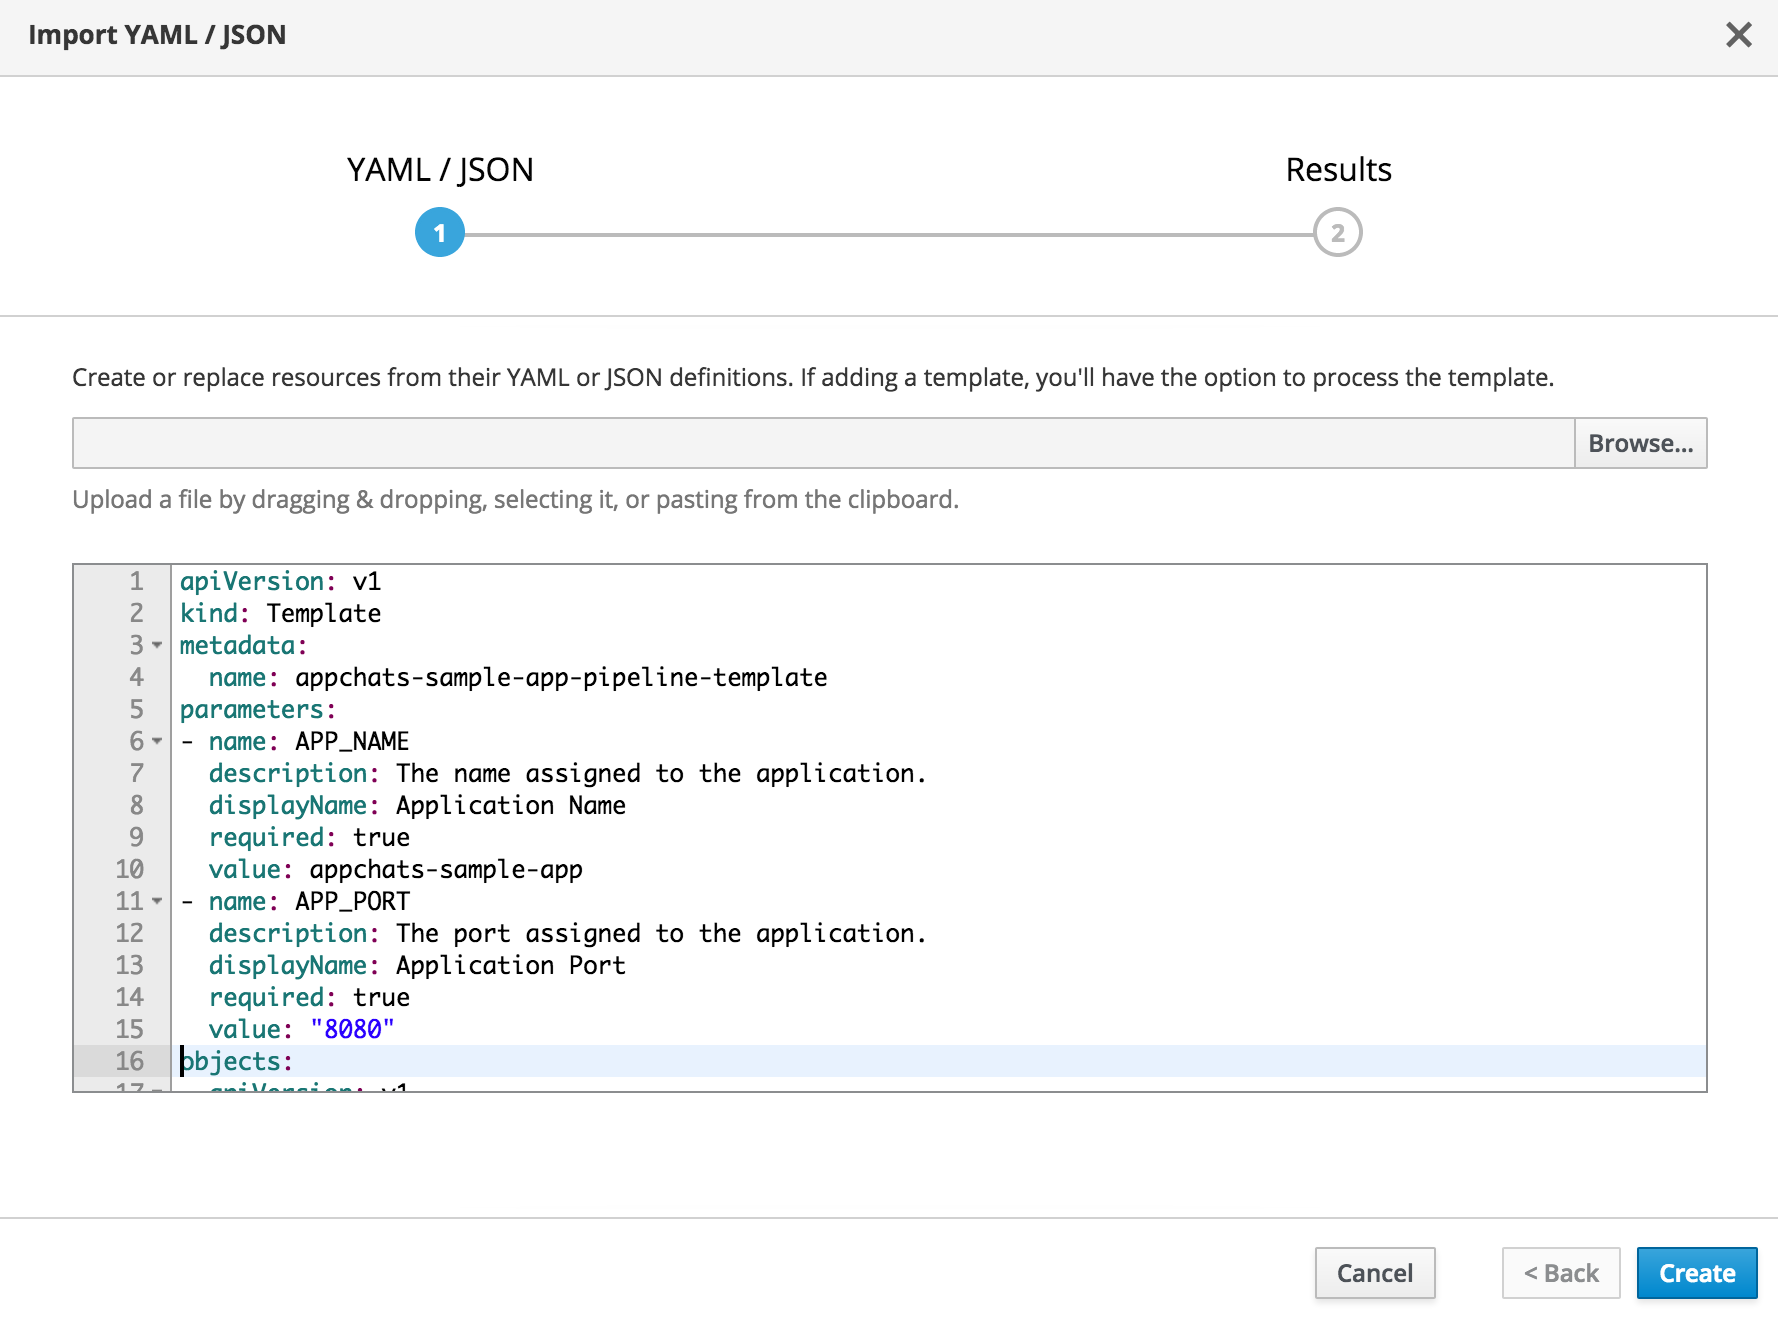 Import YAML / JSON
YAML / JSON
Results
1
2
Create or replace resources from their YAML or JSON definitions. If adding a template, you'll have the option to process the template.
Browse...
Upload a file by dragging & dropping, selecting it, or pasting from the clipboard.
1 apiVersion: v1
2 kind: Template
3 metadata:
4   name: appchats-sample-app-pipeline-template
5 parameters:
6 - name: APP_NAME
7   description: The name assigned to the application.
8   displayName: Application Name
9   required: true
10   value: appchats-sample-app
11 - name: APP_PORT
12   description: The port assigned to the application.
13   displayName: Application Port
14   required: true
15   value: "8080"
16 objects:
17   apiVersion: v1
Cancel
< Back
Create